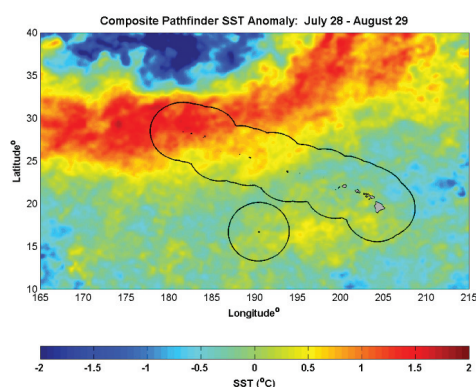 Composite Pathfinder SST Anomaly: July 28 - August 29
40
35
30
25
20
15
10
Latitude°
165 170 175 180 185 190 195 200 205 210 215
Longitude°
-2 -1.5 -1 -0.5 0 0.5 1 1.5 2
SST (°C)